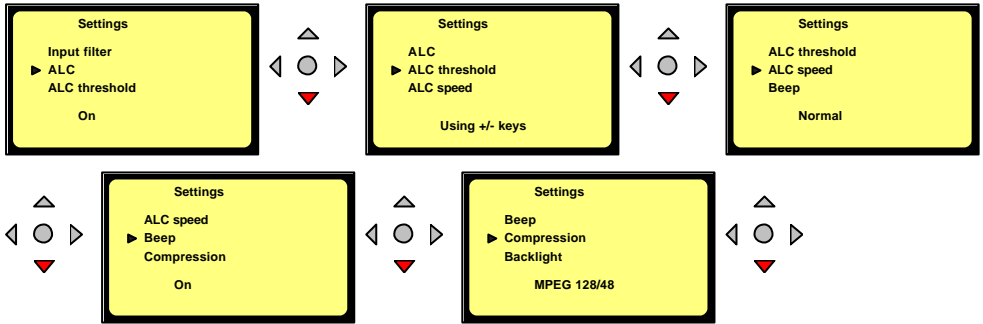 Settings
Input filter
ALC
ALC threshold
On
Settings
ALC
ALC threshold
ALC speed
Using +/- keys
Settings
ALC threshold
ALC speed
Beep
Normal
Settings
ALC speed
Beep
Compression
On
Settings
Beep
Compression
Backlight
MPEG 128/48